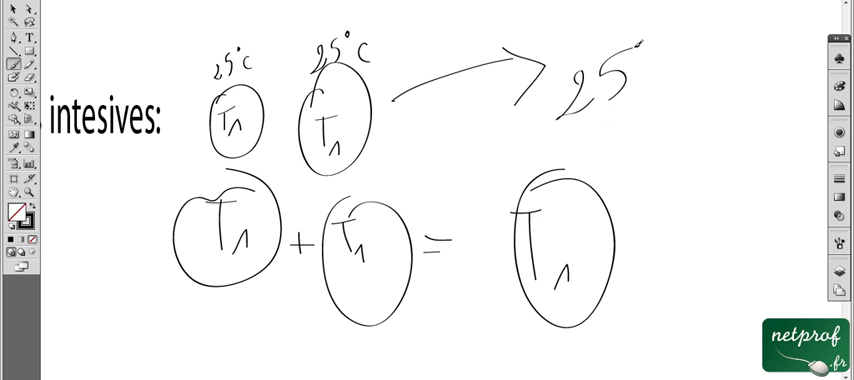 25°C 25°C
intesives: T1 T1 → 25°
T1 + T1 = T1
netprof
.fr